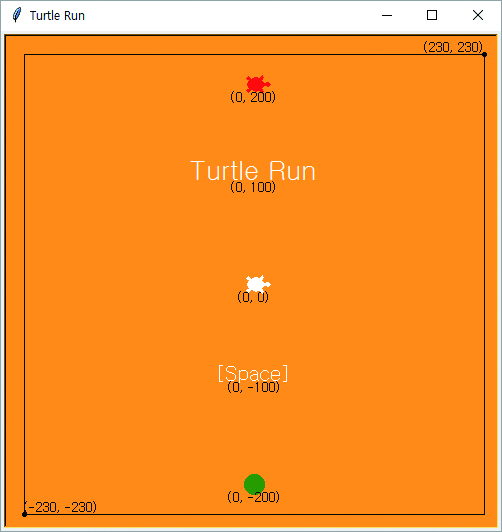 Turtle Run
(230, 230)
(0, 200)
Turtle Run
(0, 100)
(0, 0)
[Space]
(0, -100)
(0, -200)
(-230, -230)